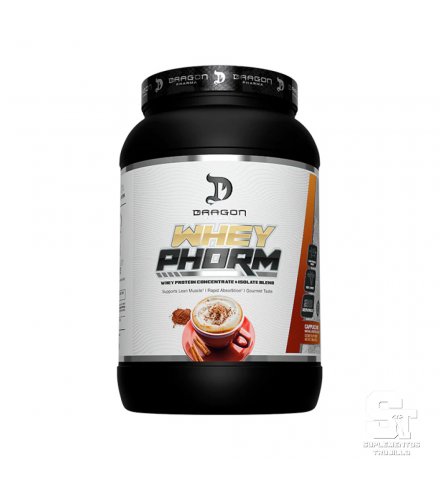 DRAGON
PHARMA
DRAGON
WHEY
PHORM
WHEY PROTEIN CONCENTRATE + ISOLATE BLEND
Supports Lean Muscle* | Rapid Absorption* | Gourmet Taste
CAPPUCCINO
ST
SUPLEMENTOS
TRUJILLO